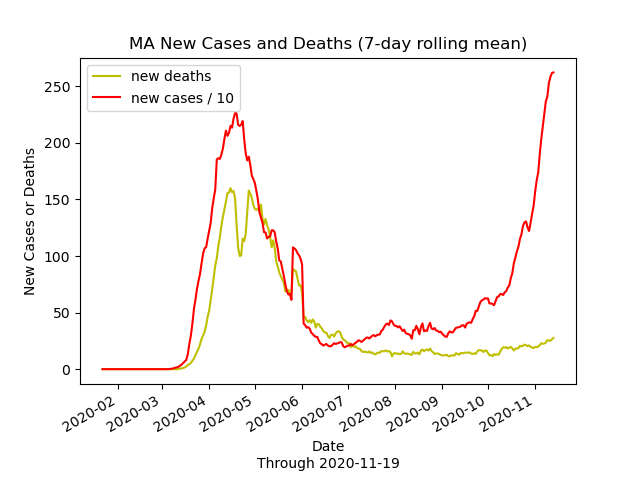 MA New Cases and Deaths (7-day rolling mean)
new deaths
new cases / 10
250
200
150
100
50
0
New Cases or Deaths
2020-02
2020-03
2020-04
2020-05
2020-06
2020-07
2020-08
2020-09
2020-10
2020-11
Date
Through 2020-11-19